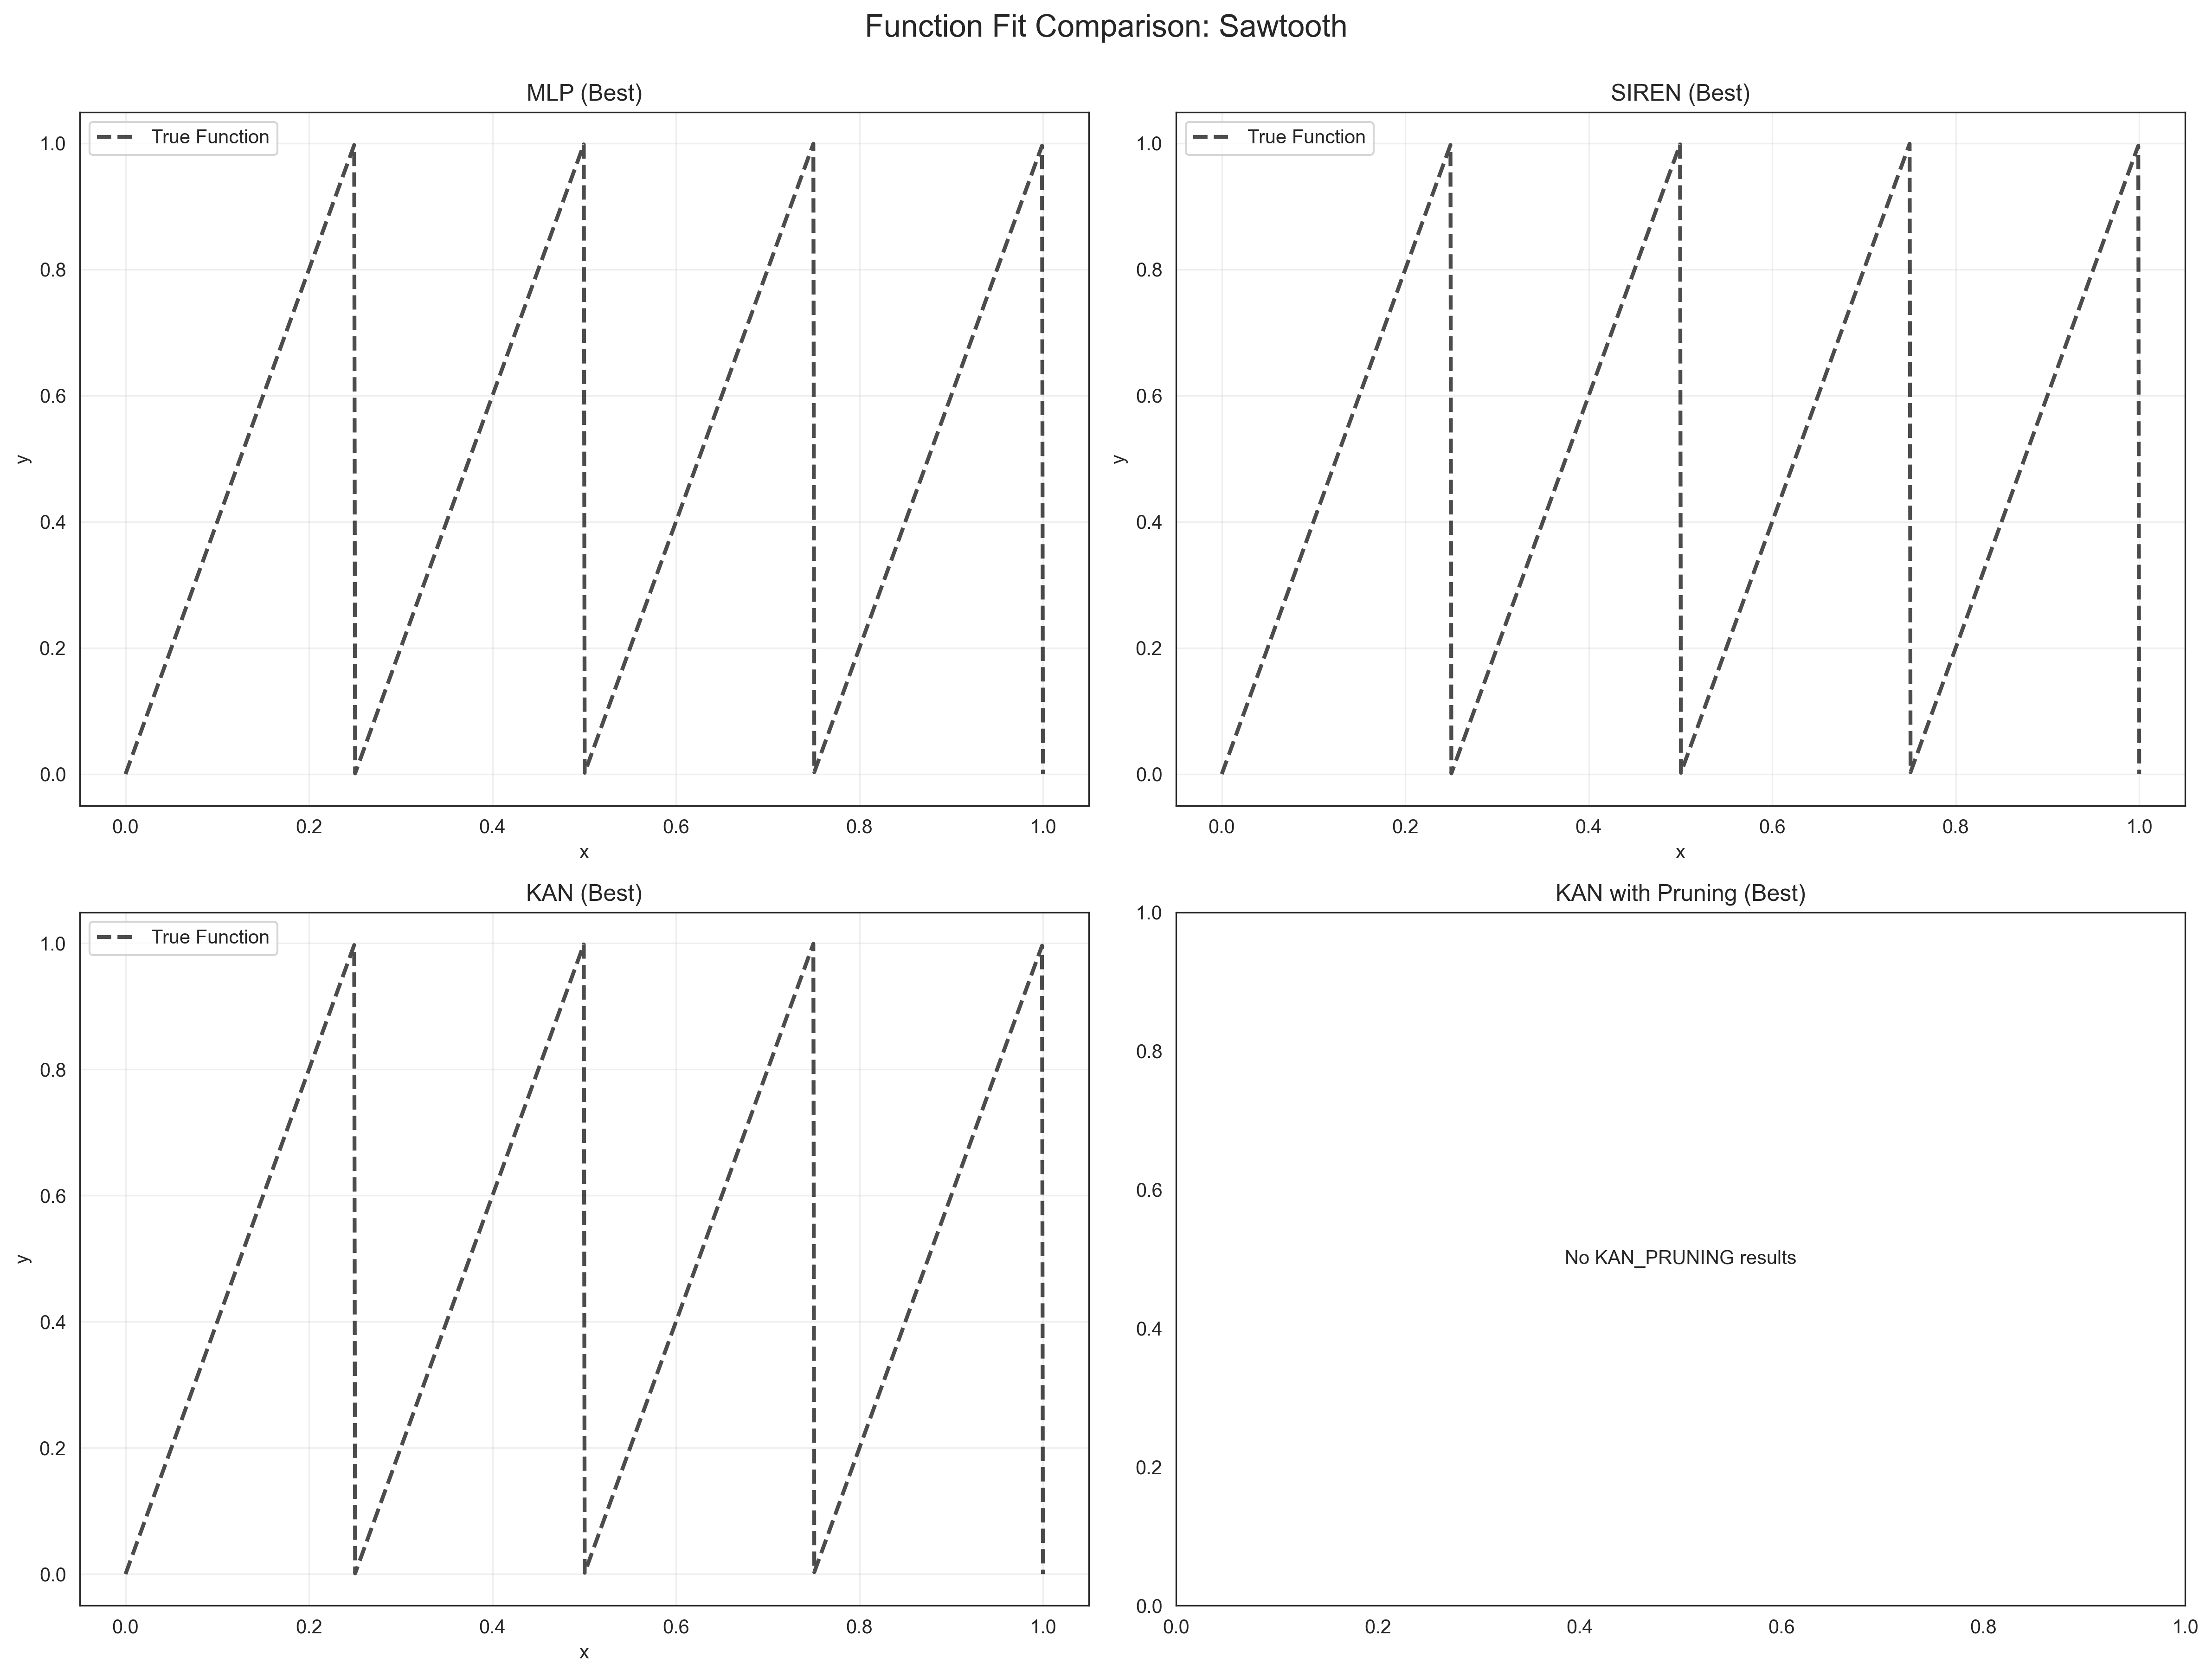 Function Fit Comparison: Sawtooth
MLP (Best)
True Function
1.0
0.8
0.6
0.4
0.2
0.0
y
0.0 0.2 0.4 0.6 0.8 1.0
x
SIREN (Best)
True Function
1.0
0.8
0.6
0.4
0.2
0.0
y
0.0 0.2 0.4 0.6 0.8 1.0
x
KAN (Best)
True Function
1.0
0.8
0.6
0.4
0.2
0.0
y
0.0 0.2 0.4 0.6 0.8 1.0
x
KAN with Pruning (Best)
1.0
0.8
0.6
No KAN_PRUNING results
0.4
0.2
0.0
0.0 0.2 0.4 0.6 0.8 1.0